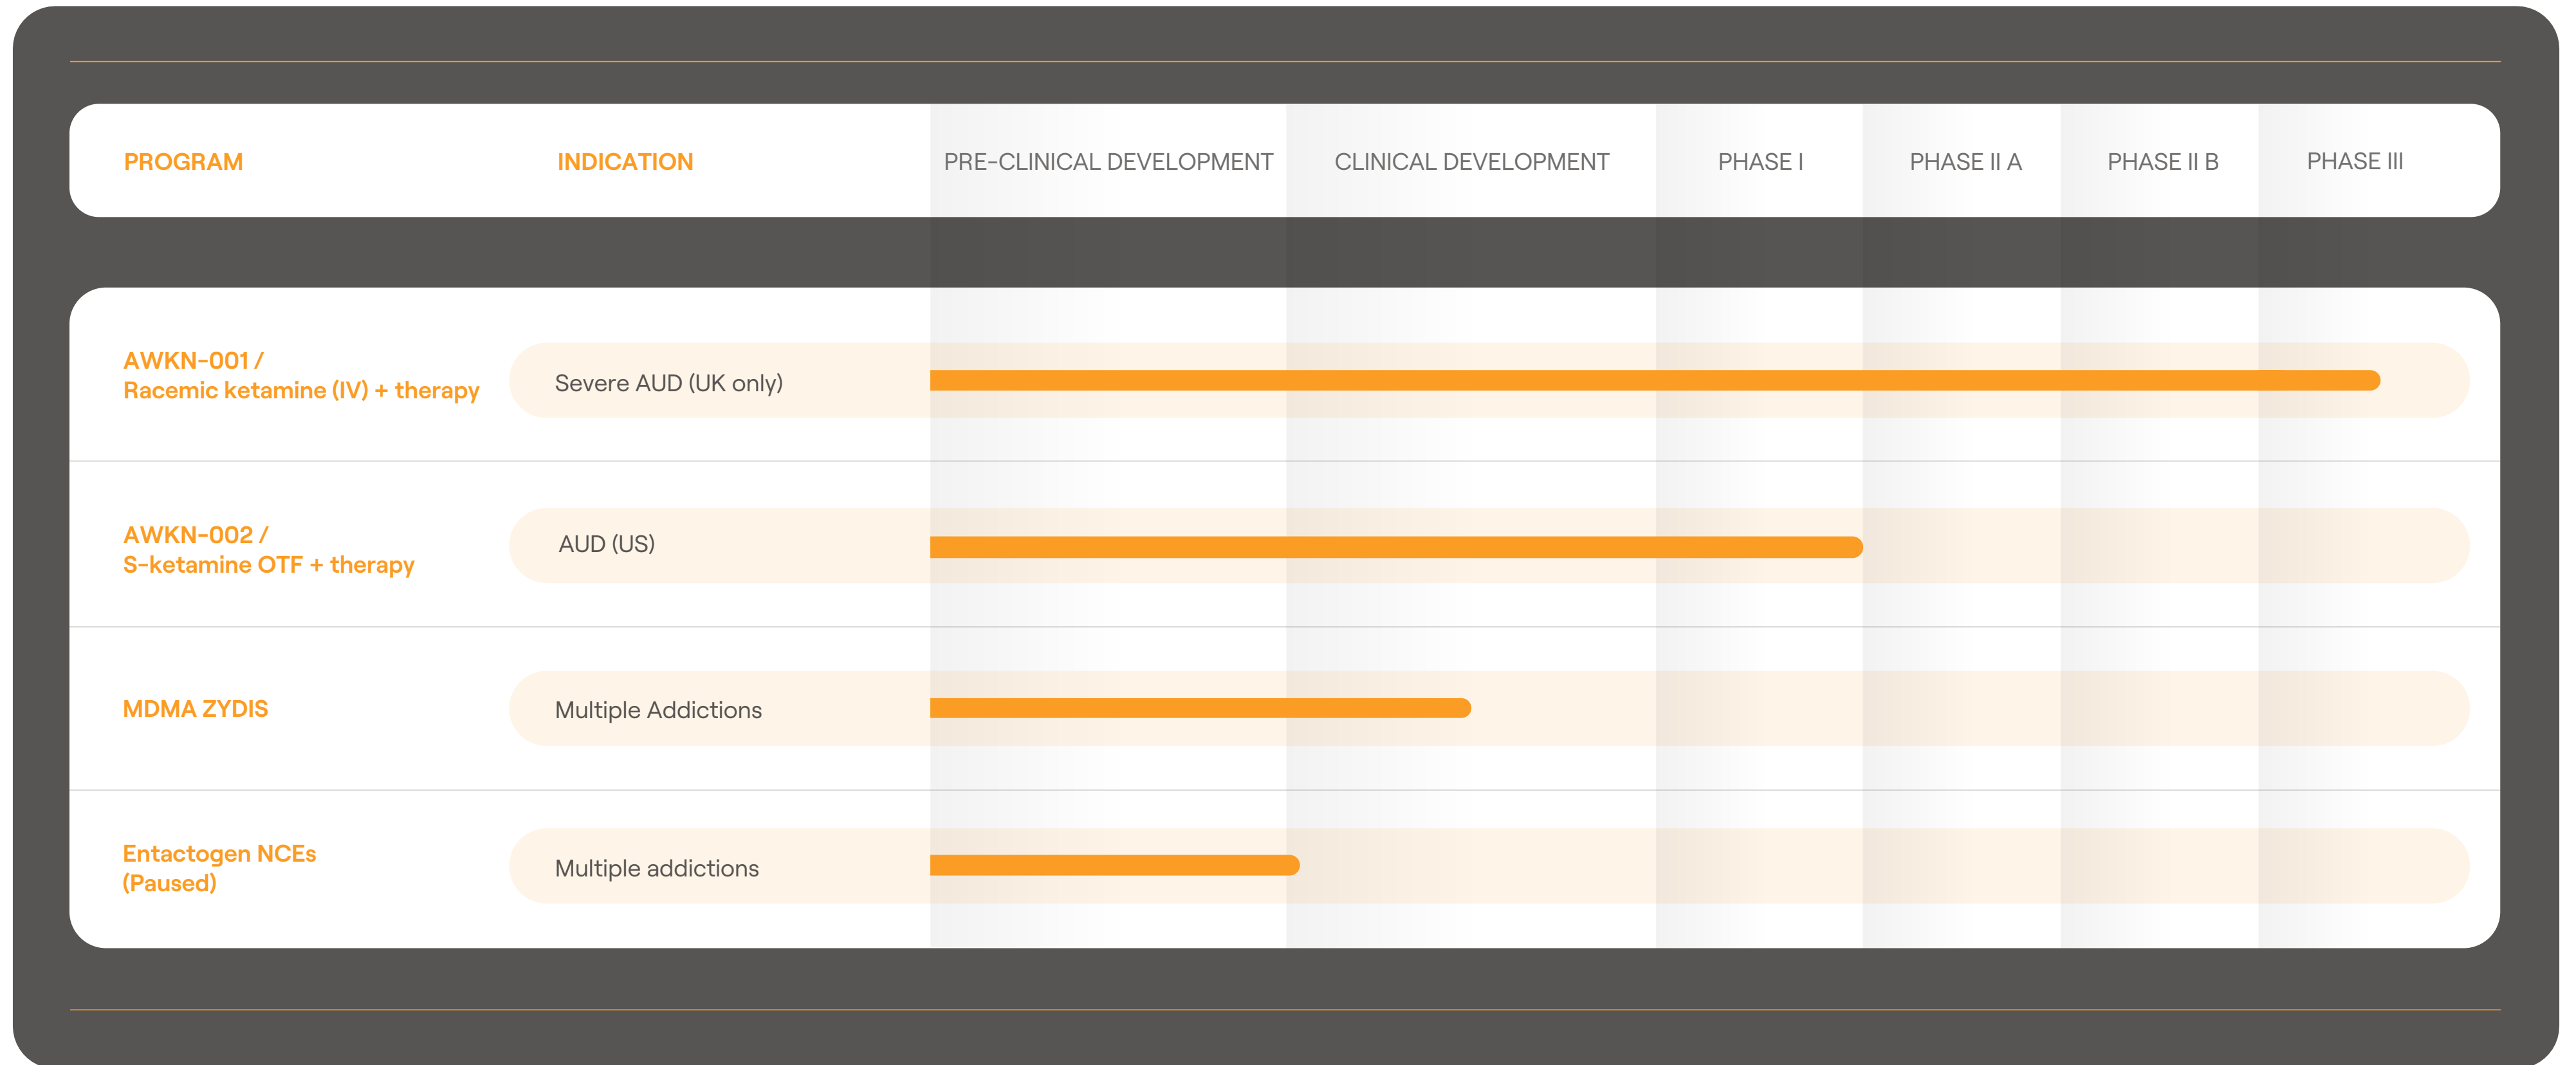 PROGRAM
INDICATION
PRE-CLINICAL DEVELOPMENT
CLINICAL DEVELOPMENT
PHASE I
PHASE II A
PHASE II B
PHASE III
AWKN-001 /
Racemic ketamine (IV) + therapy
Severe AUD (UK only)
AWKN-002 /
S-ketamine OTF + therapy
AUD (US)
MDMA ZYDIS
Multiple Addictions
Entactogen NCEs
(Paused)
Multiple addictions